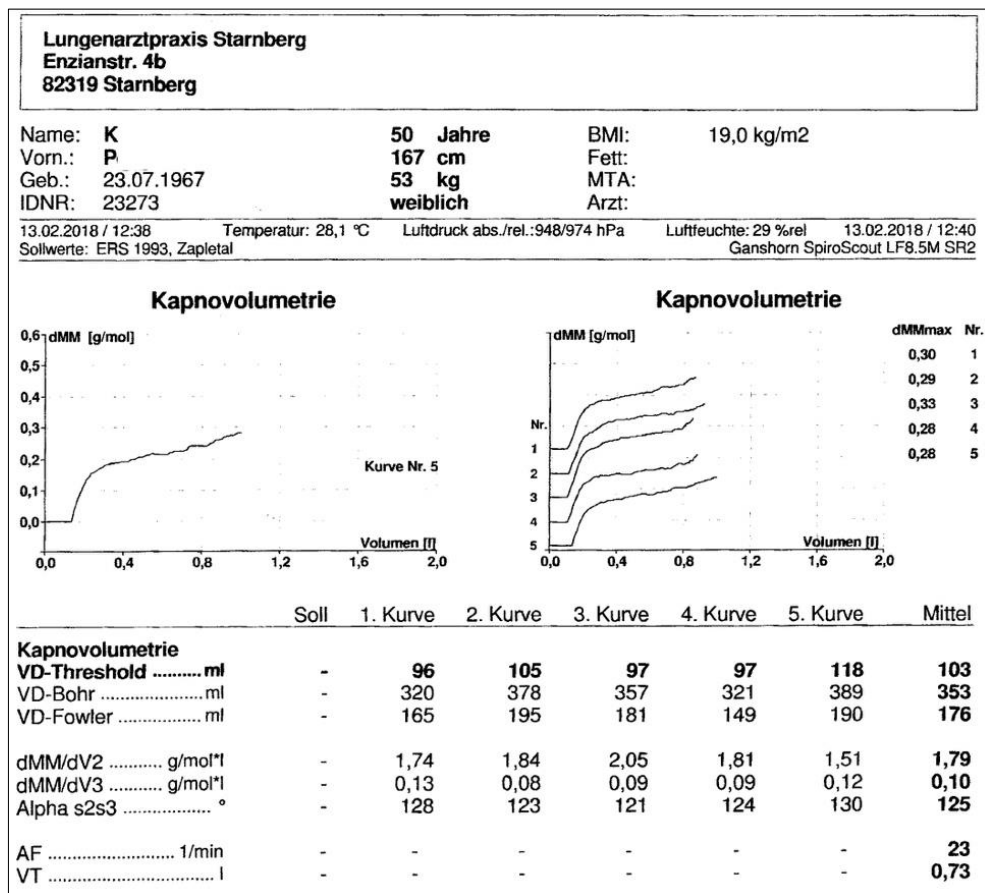 Lungenarztpraxis Starnberg
Enzianstr. 4b
82319 Starnberg
Name: K 50 Jahre BMI: 19,0 kg/m2
Vorn.: P 167 cm Fett:
Geb.: 23.07.1967 53 kg MTA:
IDNR: 23273 weiblich Arzt:
13.02.2018 / 12:38 Temperatur: 28,1 °C Luftdruck abs./rel.:948/974 hPa Luftfeuchte: 29 %rel 13.02.2018 / 12:40
Sollwerte: ERS 1993, Zapletal Ganshorn SpiroScout LF8.5M SR2
Kapnovolumetrie
0,6 dMM [g/mol]
0,5
0,4
0,3
0,2
0,1
0,0
Kurve Nr. 5
Volumen [l]
0,0 0,4 0,8 1,2 1,6 2,0
Kapnovolumetrie
dMM [g/mol]
Nr.
1
2
3
4
5
Volumen [l]
0,0 0,4 0,8 1,2 1,6 2,0
dMMmax Nr.
0,30 1
0,29 2
0,33 3
0,28 4
0,28 5
Soll 1. Kurve 2. Kurve 3. Kurve 4. Kurve 5. Kurve Mittel
Kapnovolumetrie
VD-Threshold .......... ml - 96 105 97 97 118 103
VD-Bohr ..................... ml - 320 378 357 321 389 353
VD-Fowler ................. ml - 165 195 181 149 190 176
dMM/dV2 ........... g/mol*l - 1,74 1,84 2,05 1,81 1,51 1,79
dMM/dV3 ........... g/mol*l - 0,13 0,08 0,09 0,09 0,12 0,10
Alpha s2s3 .................. ° - 128 123 121 124 130 125
AF .......................... 1/min - - - - - - 23
VT .................................. l - - - - - - 0,73